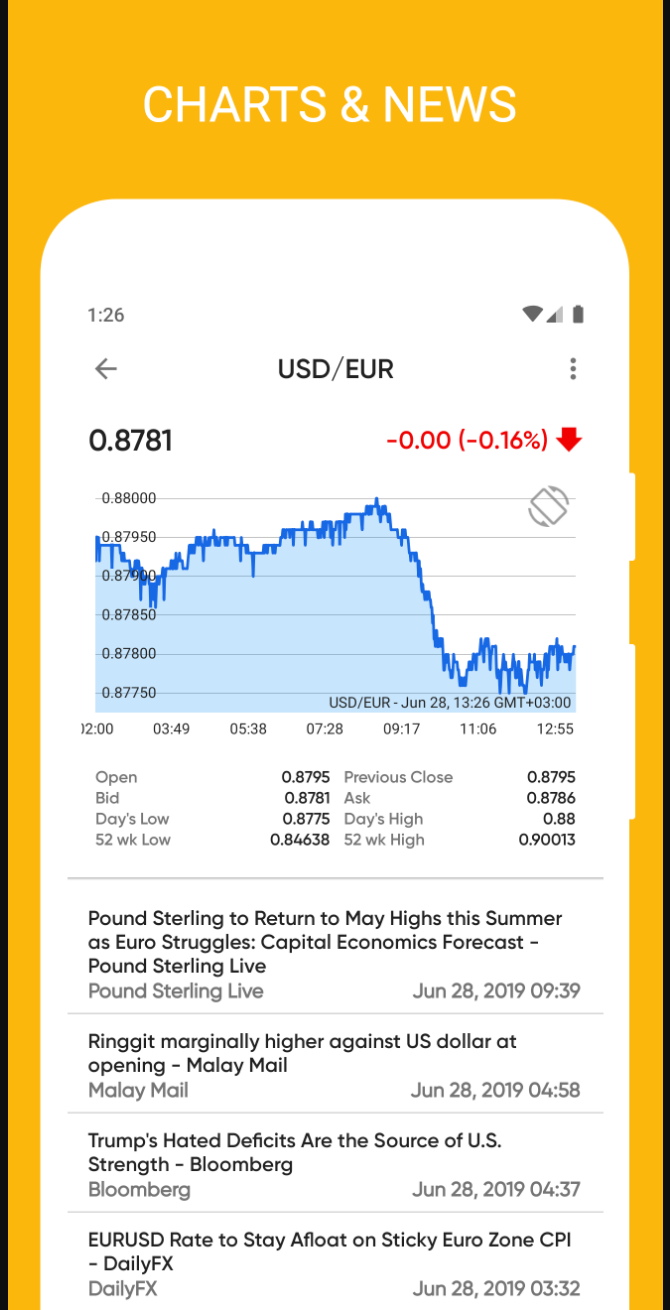 CHARTS & NEWS
1:26
USD/EUR
0.8781 -0.00 (-0.16%)
0.88000
0.87950
0.87900
0.87850
0.87800
0.87750
USD/EUR - Jun 28, 13:26 GMT+03:00
02:00 03:49 05:38 07:28 09:17 11:06 12:55
Open 0.8795 Previous Close 0.8795
Bid 0.8781 Ask 0.8786
Day's Low 0.8775 Day's High 0.88
52 wk Low 0.84638 52 wk High 0.90013
Pound Sterling to Return to May Highs this Summer
as Euro Struggles: Capital Economics Forecast -
Pound Sterling Live
Pound Sterling Live Jun 28, 2019 09:39
Ringgit marginally higher against US dollar at
opening - Malay Mail
Malay Mail Jun 28, 2019 04:58
Trump's Hated Deficits Are the Source of U.S.
Strength - Bloomberg
Bloomberg Jun 28, 2019 04:37
EURUSD Rate to Stay Afloat on Sticky Euro Zone CPI
- DailyFX
DailyFX Jun 28, 2019 03:32